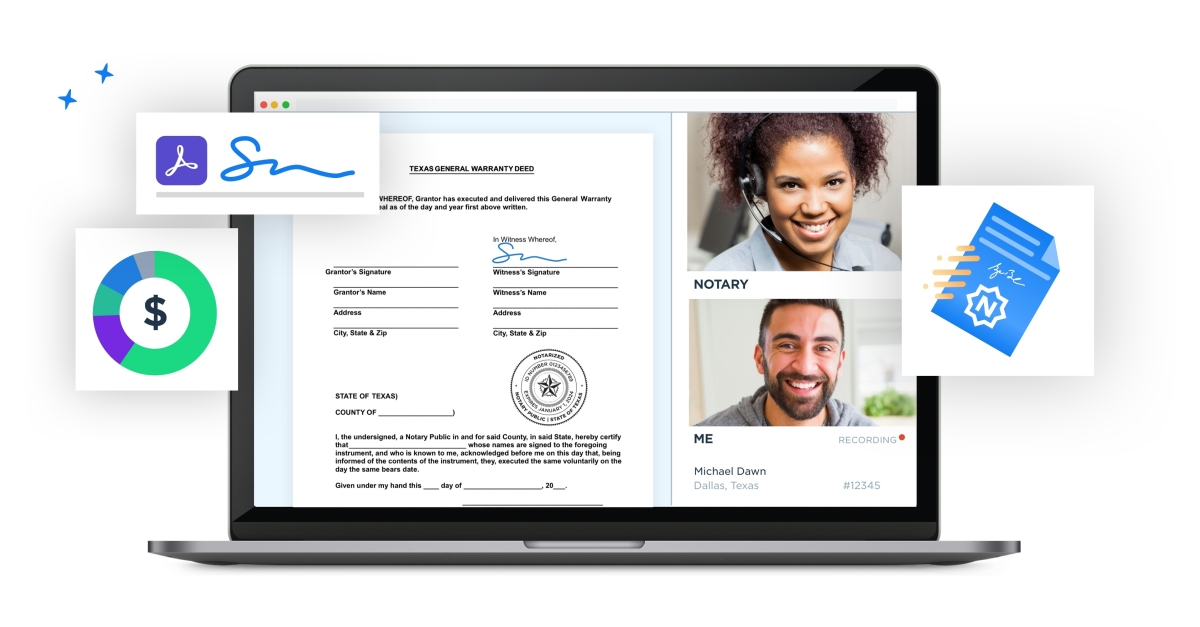 TEXAS GENERAL WARRANTY DEED
WHEREOF, Grantor has executed and delivered this General Warranty
as of the day and year first above written.
In Witness Whereof,
Grantor's Signature
Witness's Signature
Grantor's Name
Witness's Name
Address
Address
City, State & Zip
City, State & Zip
NOTARIZED
ID NUMBER 0123456789
EXPIRES JANUARY 1, 2024
NOTARY PUBLIC | STATE OF TEXAS
STATE OF TEXAS)
COUNTY OF ________________)
I, the undersigned, a Notary Public in and for said County, in said State, hereby certify
that _________________________ whose names are signed to the foregoing
instrument, and who is known to me, acknowledged before me on this day that, being
informed of the contents of the instrument, they, executed the same voluntarily on the
day the same bears date.
Given under my hand this ____ day of _________________, 20___.
$
NOTARY
ME
RECORDING
Michael Dawn
Dallas, Texas
#12345
N